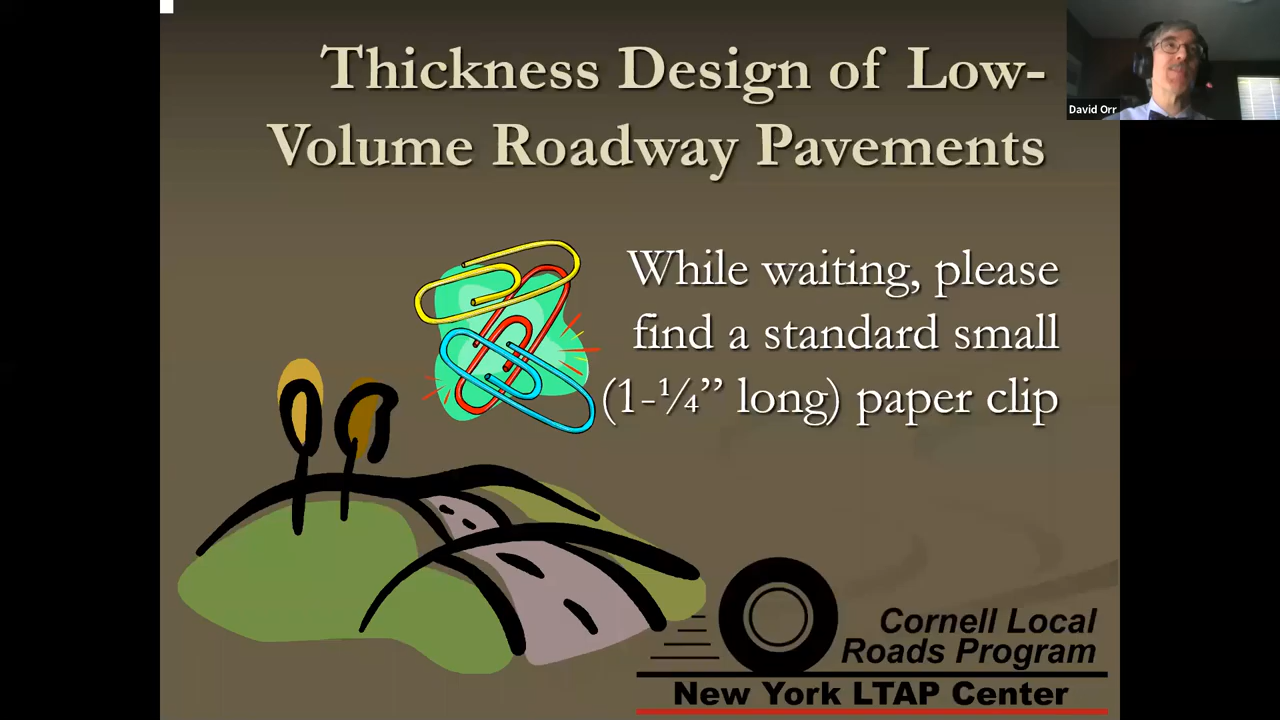 Thickness Design of Low-
Volume Roadway Pavements
David Orr
While waiting, please
find a standard small
(1-¼” long) paper clip
Cornell Local
Roads Program
New York LTAP Center